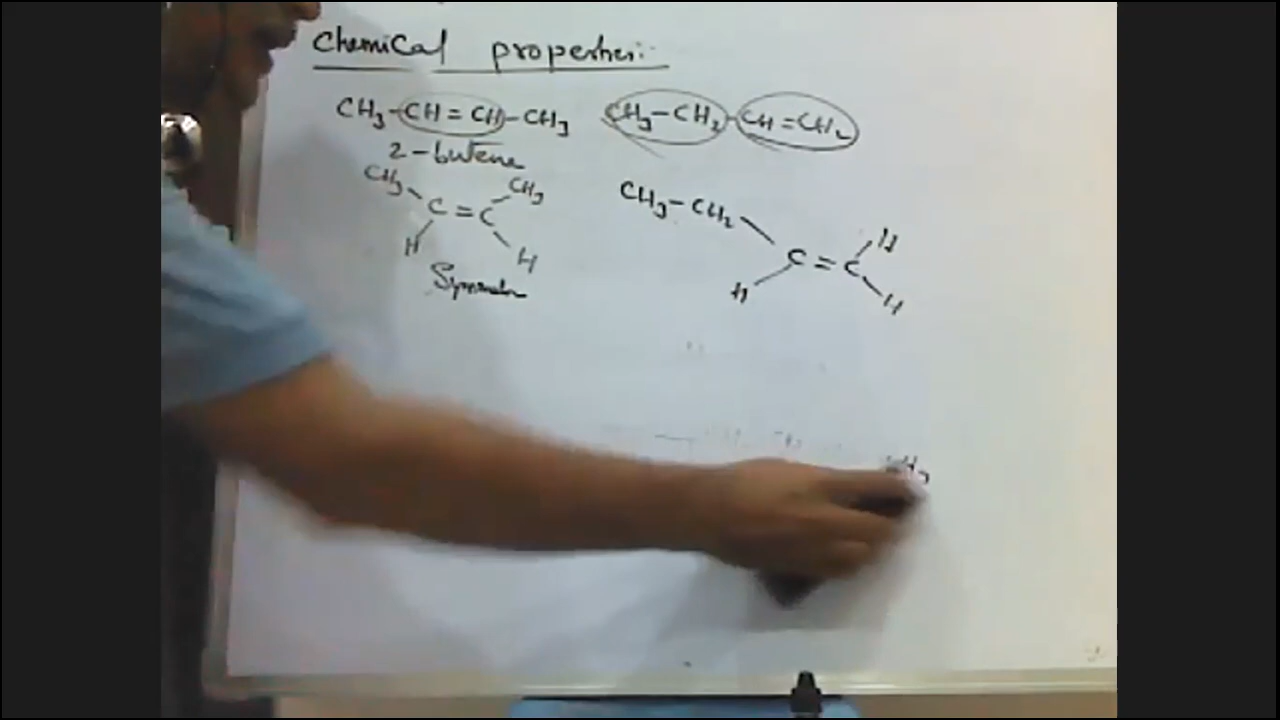 Chemical properties:-
CH3-CH=CH-CH3 CH3-CH2-CH=CH2
2-butene
CH3 CH3
C=C
H H
CH3-CH2
H
C=C
H H